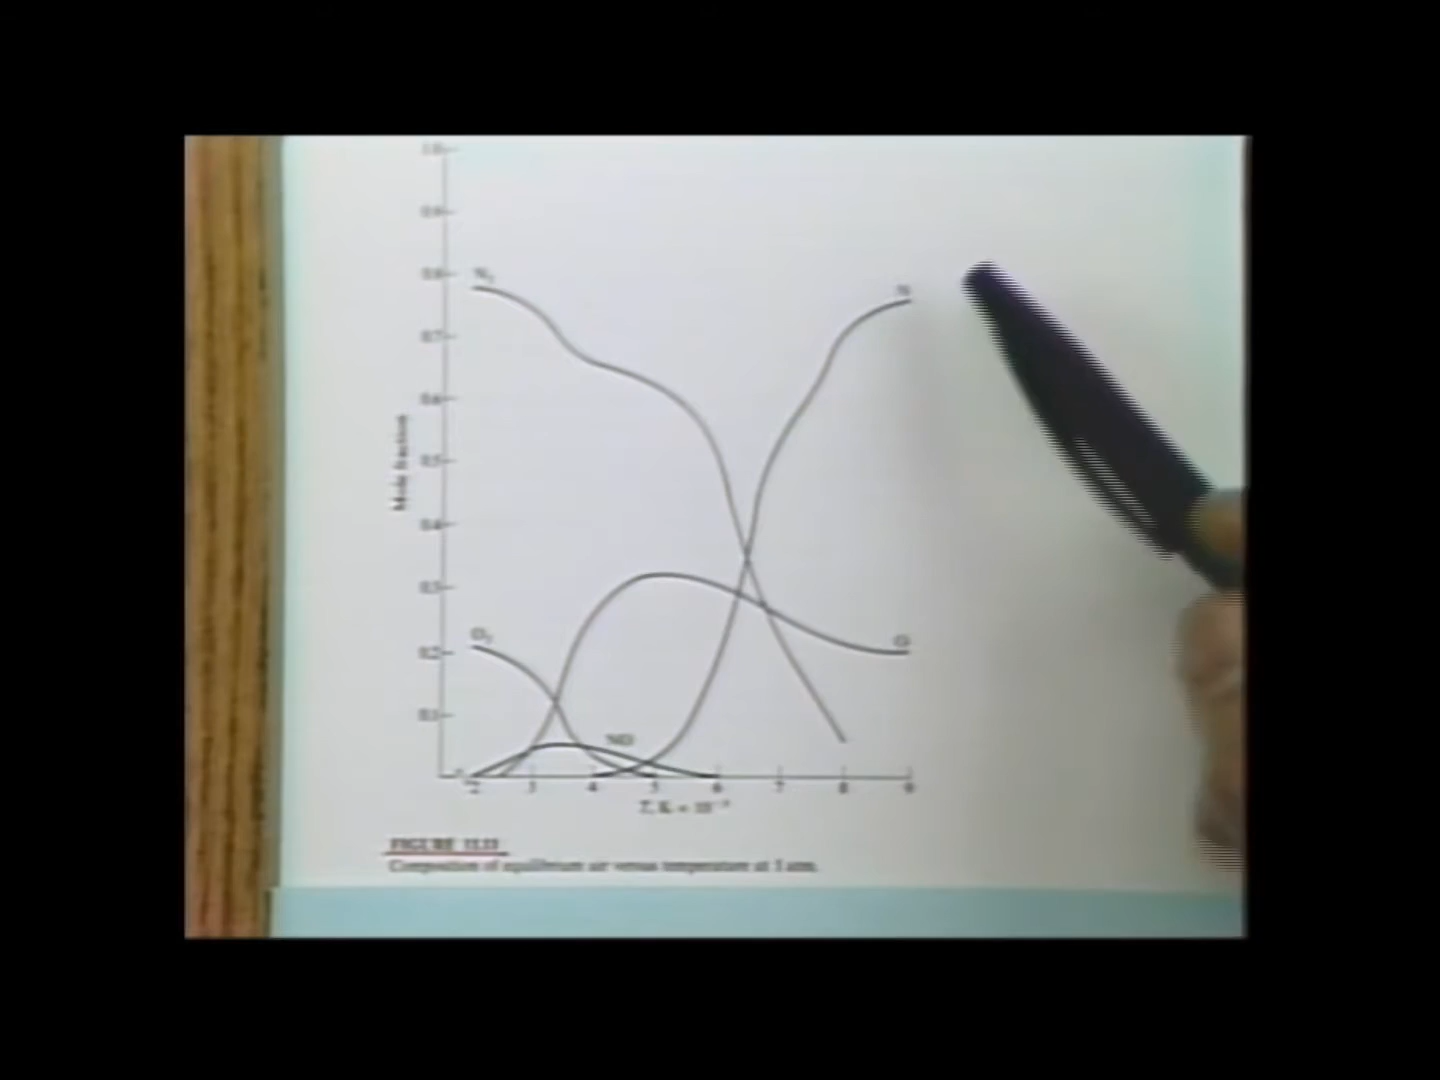 1.0
0.9
0.8
0.7
0.6
0.5
0.4
0.3
0.2
0.1
Mole fraction
N₂
N
O₂
O
NO
2 3 4 5 6 7 8 9
T, K × 10⁻³
FIGURE
Composition of equilibrium air versus temperature at 1 atm.